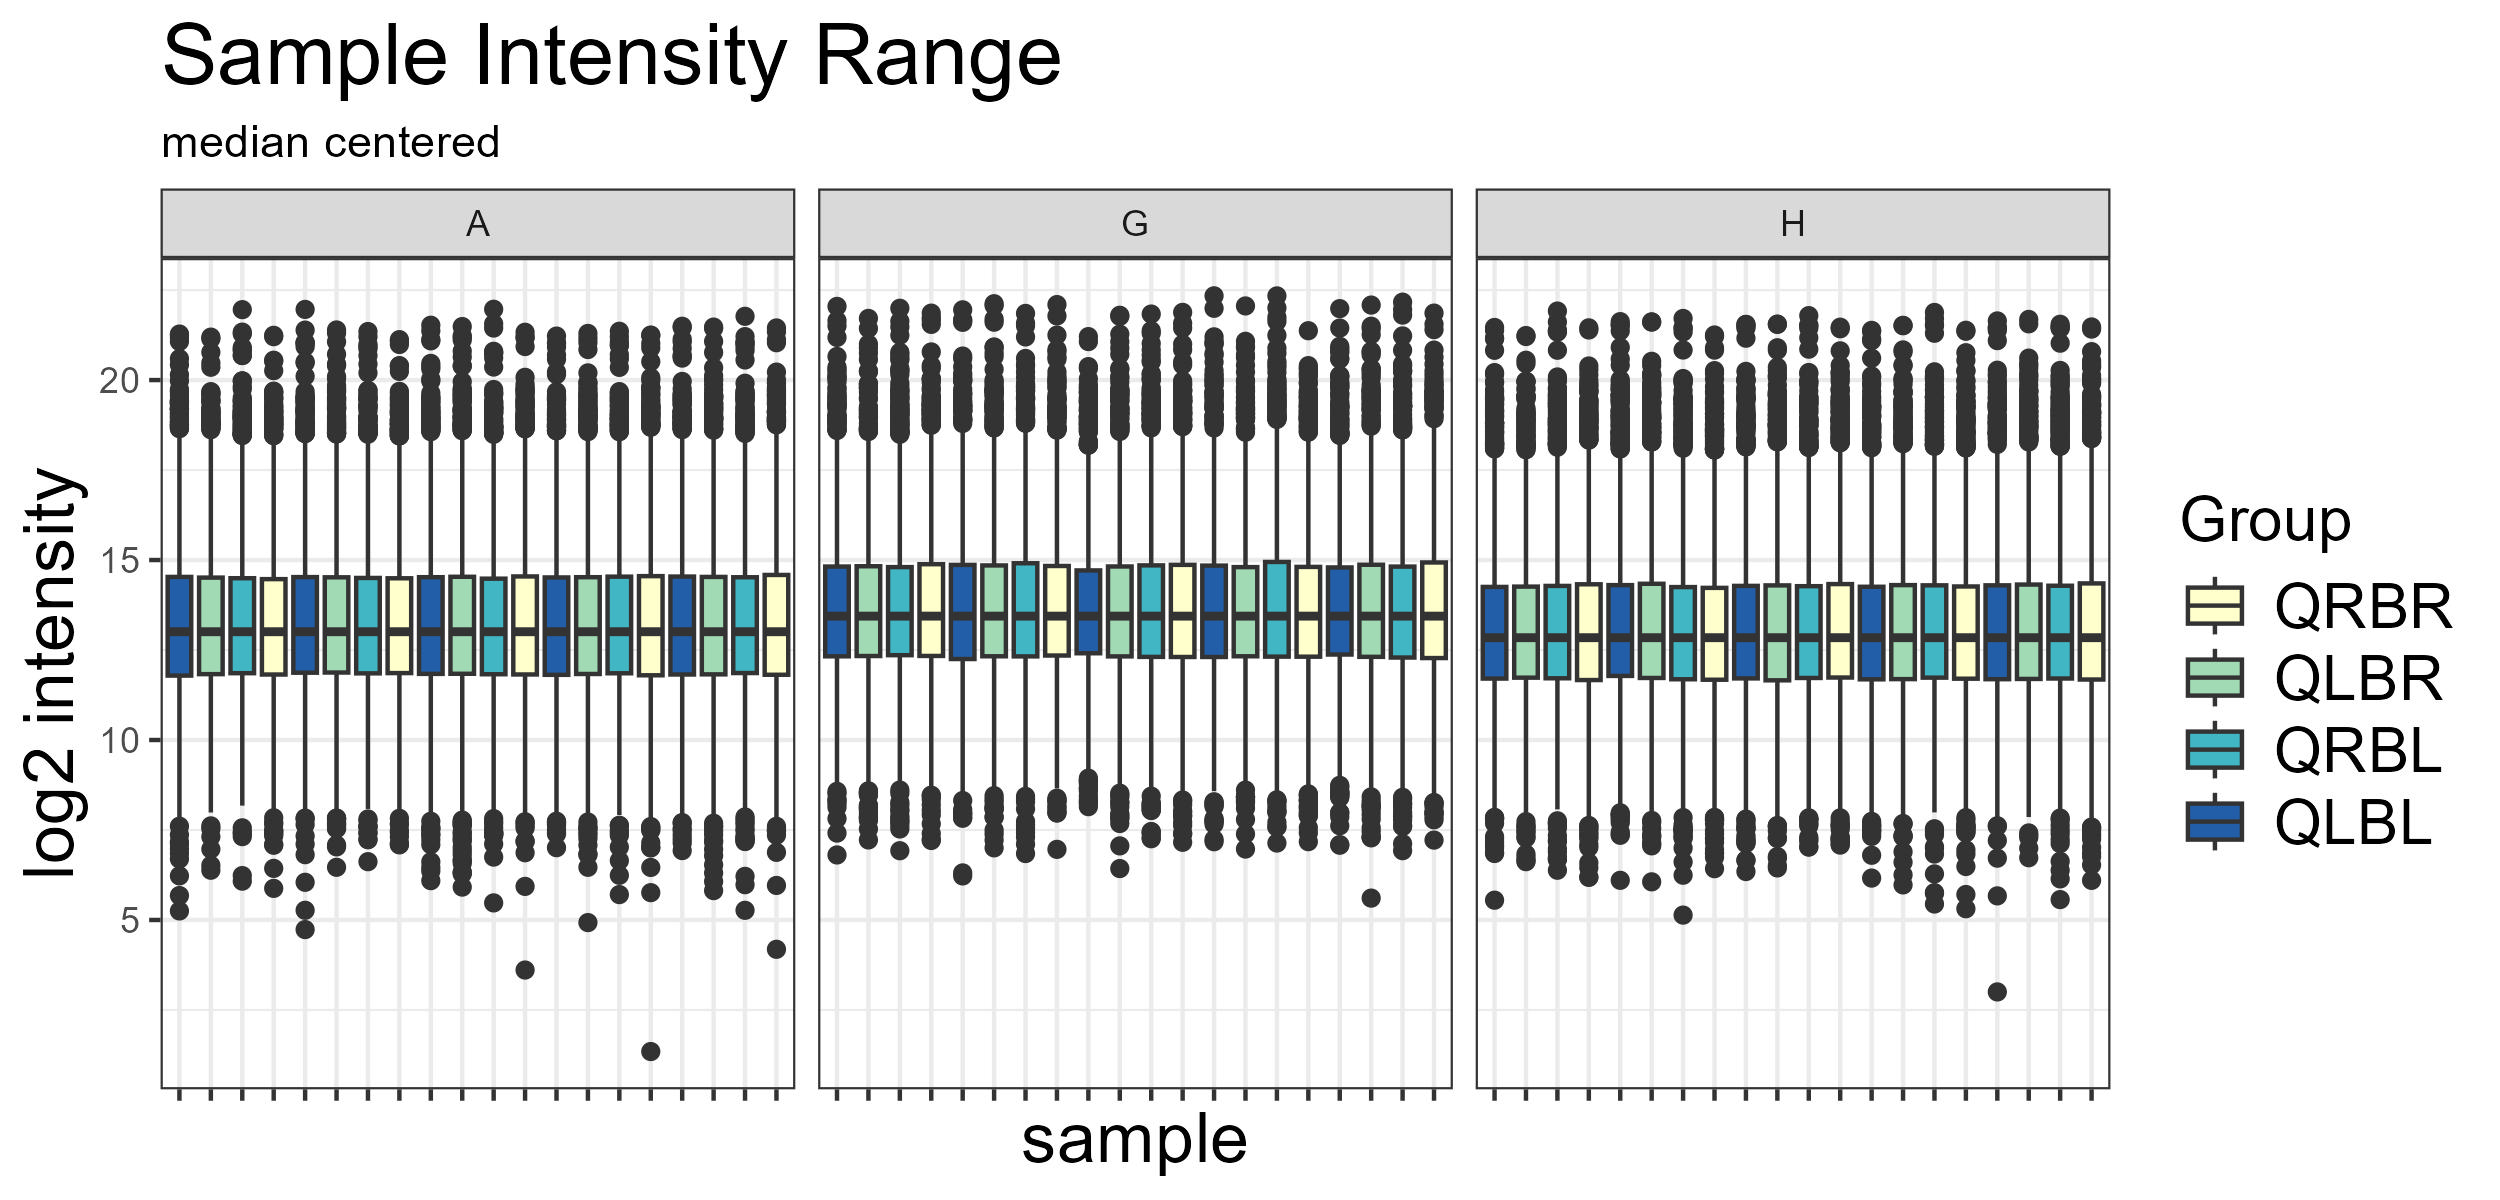 Sample Intensity Range
median centered
A
G
H
20
15
10
5
log2 intensity
sample
Group
QRBR
QLBR
QRBL
QLBL